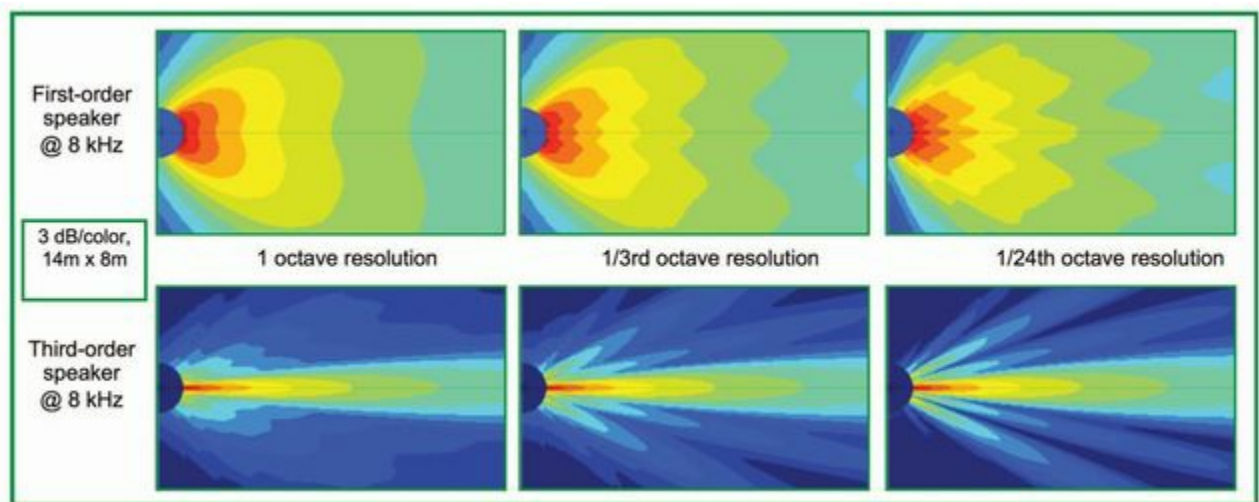 First-order
speaker
@ 8 kHz
3 dB/color,
14m x 8m
1 octave resolution
1/3rd octave resolution
1/24th octave resolution
Third-order
speaker
@ 8 kHz